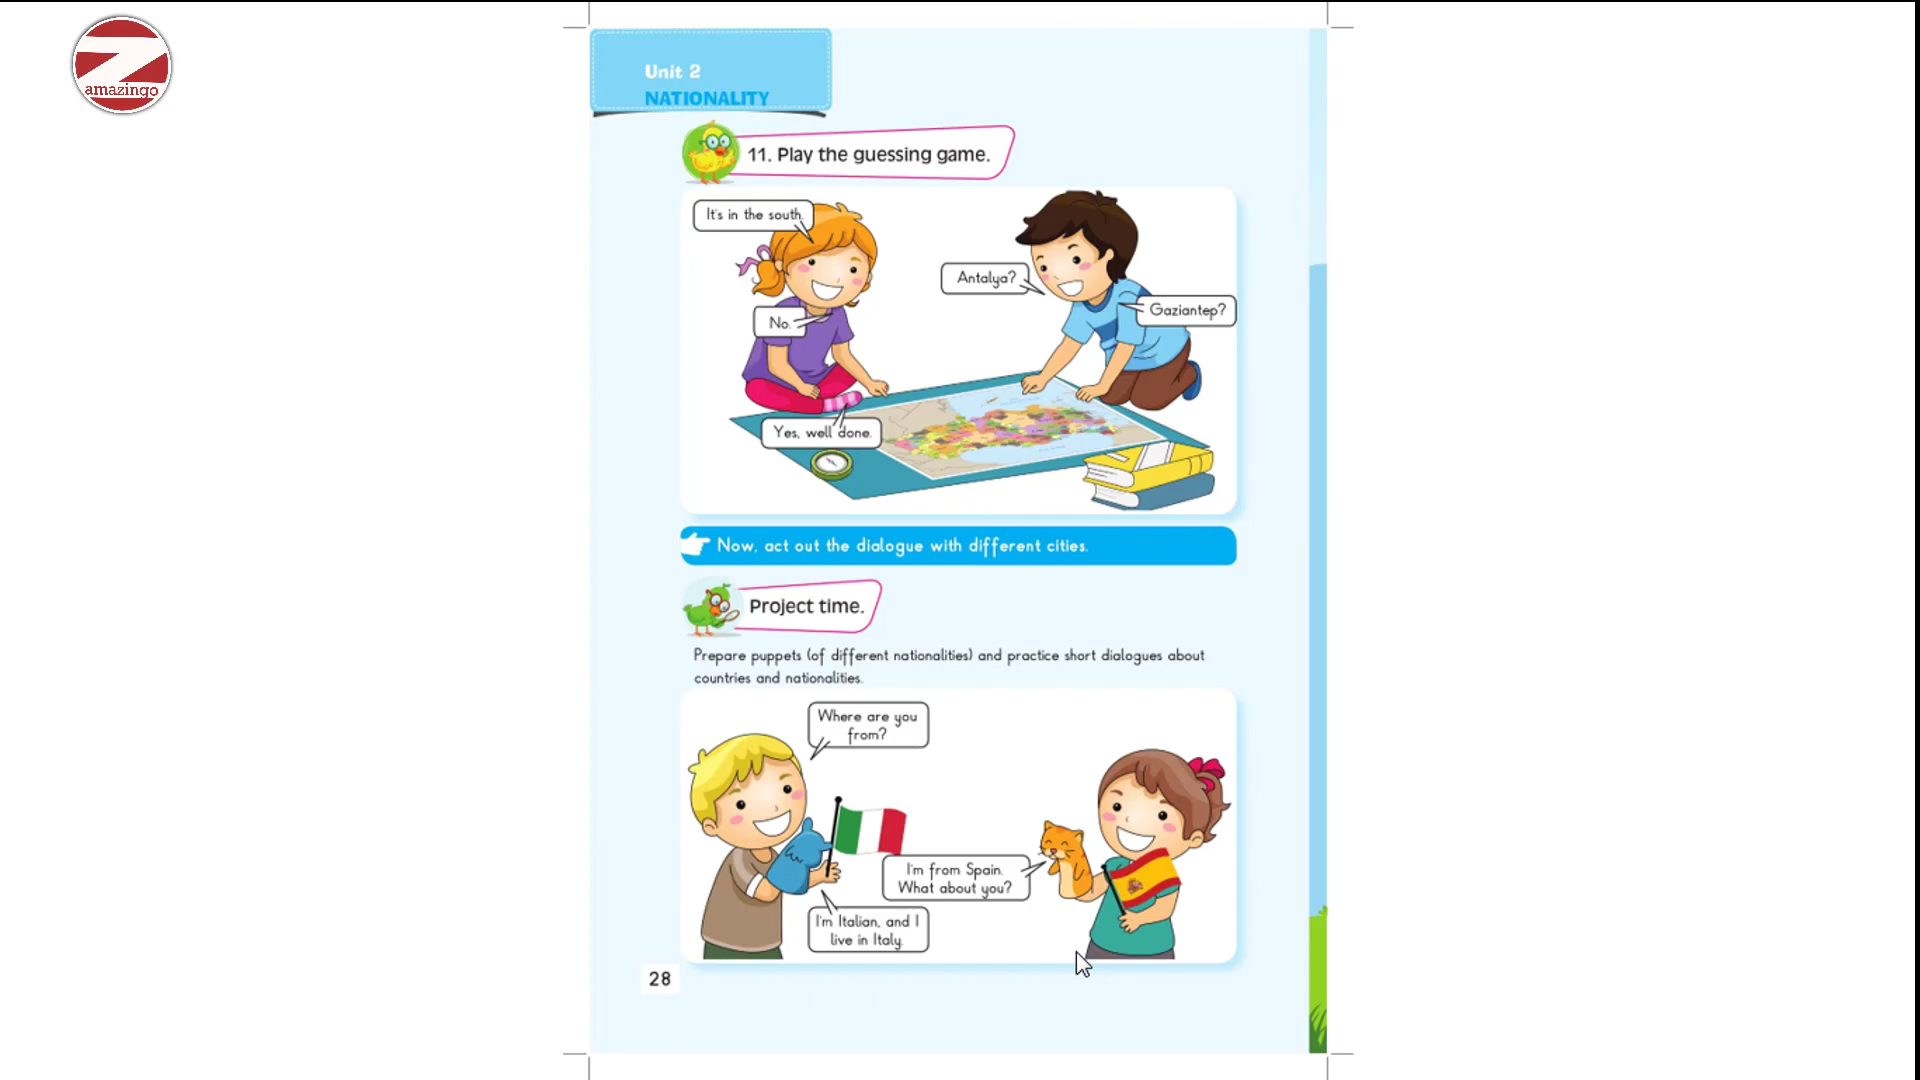 amazingo
Unit 2
NATIONALITY
11. Play the guessing game.
It's in the south.
Antalya?
No.
Gaziantep?
Yes, well done.
Now, act out the dialogue with different cities.
Project time.
Prepare puppets (of different nationalities) and practice short dialogues about
countries and nationalities.
Where are you
from?
I'm from Spain.
What about you?
I'm Italian, and I
live in Italy.
28